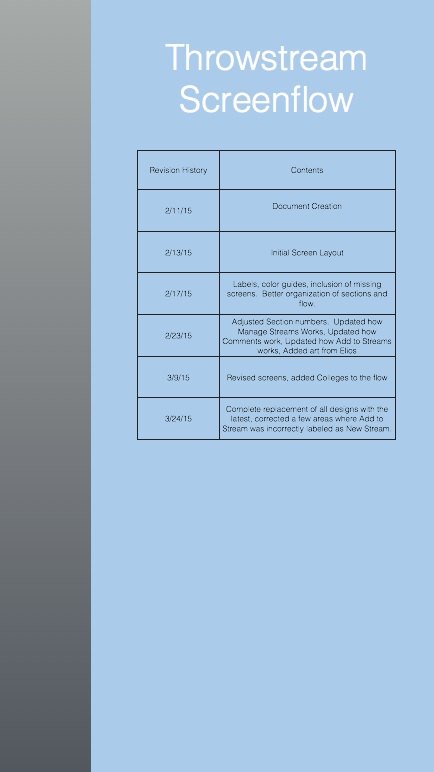 Throwstream
Screenflow
Revision History
Contents
2/11/15
Document Creation
2/13/15
Initial Screen Layout
2/17/15
Labels, color guides, inclusion of missing
screens. Better organization of sections and
flow.
2/23/15
Adjusted Section numbers. Updated how
Manage Streams Works, Updated how
Comments work, Updated how Add to Streams
works, Added art from Elios
3/9/15
Revised screens, added Colleges to the flow
3/24/15
Complete replacement of all designs with the
latest, corrected a few areas where Add to
Stream was incorrectly labeled as New Stream.